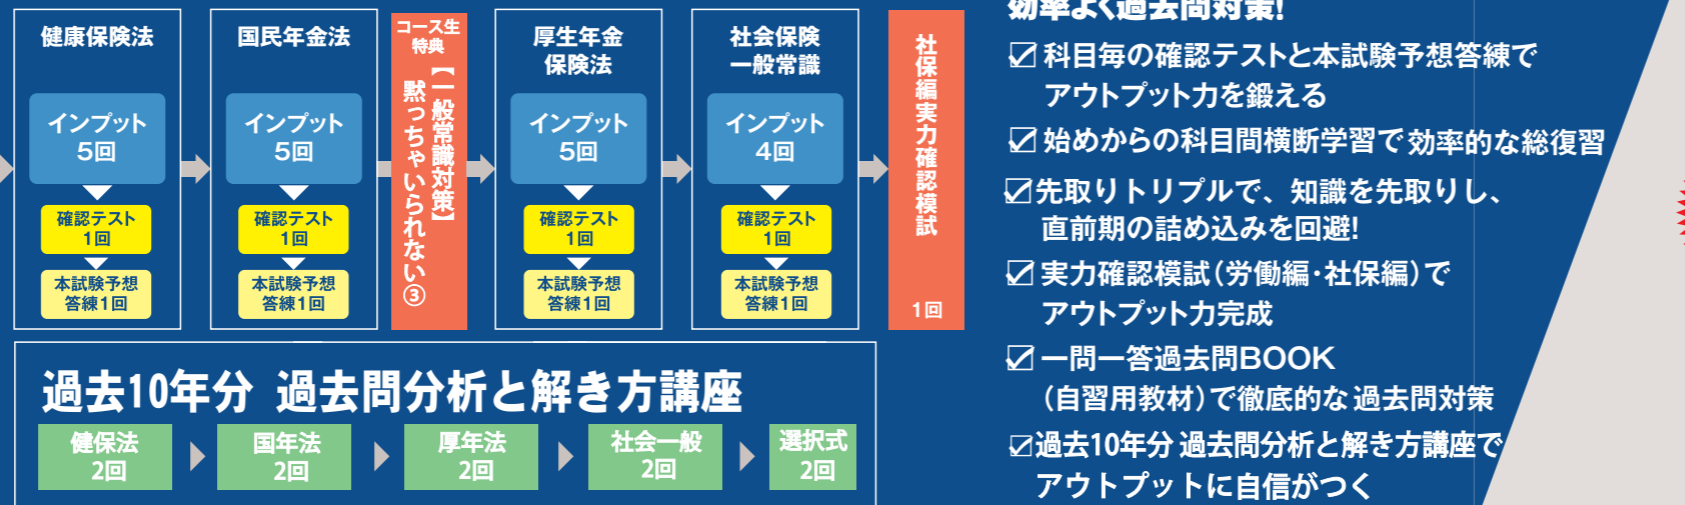 健康保険法
インプット
5回
確認テスト
1回
本試験予想
答練1回
国民年金法
インプット
5回
確認テスト
1回
本試験予想
答練1回
コース生
特典
【一般常識対策】
黙っちゃいられない③
厚生年金
保険法
インプット
5回
確認テスト
1回
本試験予想
答練1回
社会保険
一般常識
インプット
4回
確認テスト
1回
本試験予想
答練1回
社保編実力確認模試
1回
過去10年分 過去問分析と解き方講座
健保法
2回
国年法
2回
厚年法
2回
社会一般
2回
選択式
2回
効率よく過去問対策!
科目毎の確認テストと本試験予想答練で
アウトプット力を鍛える
始めからの科目間横断学習で効率的な総復習
先取りトリプルで、知識を先取りし、
直前期の詰め込みを回避!
実力確認模試(労働編・社保編)で
アウトプット力完成
一問一答過去問BOOK
(自習用教材)で徹底的な過去問対策
過去10年分 過去問分析と解き方講座で
アウトプットに自信がつく